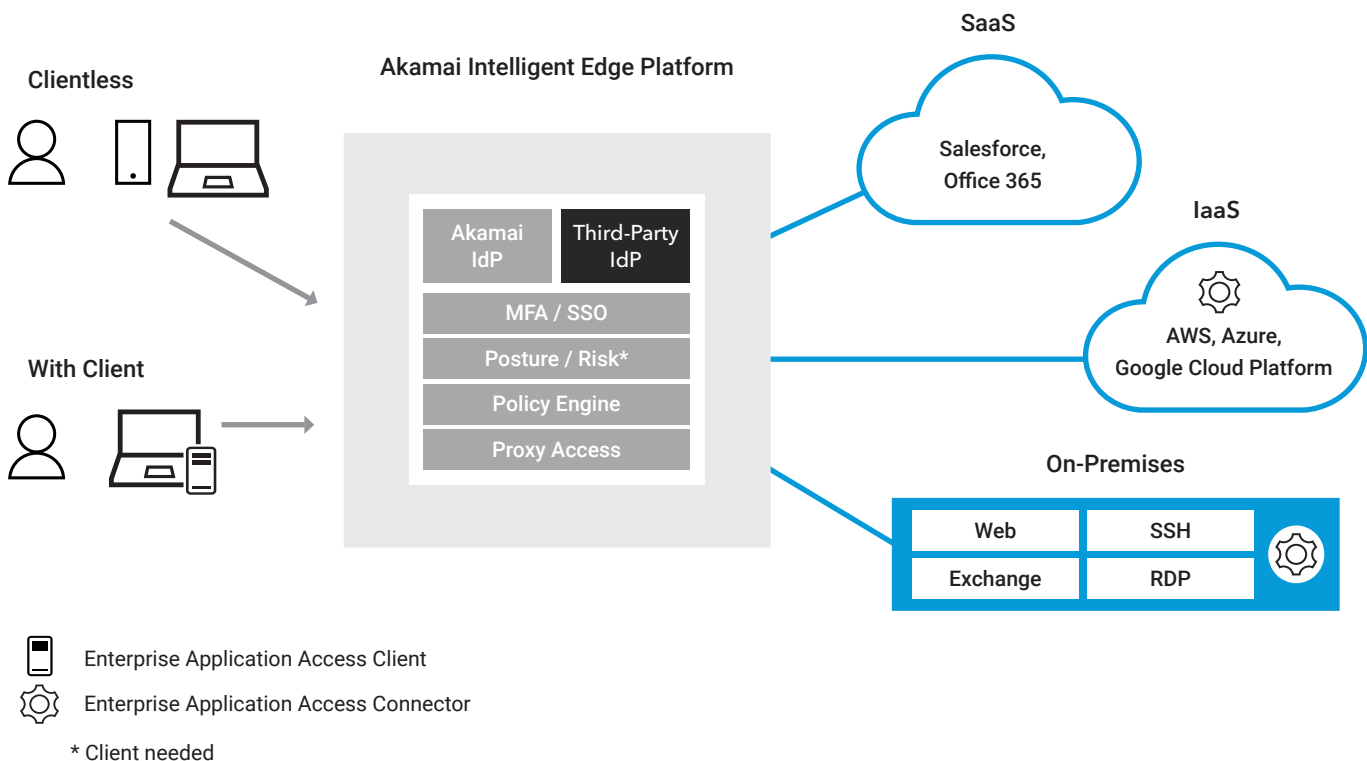 Clientless
Akamai Intelligent Edge Platform
SaaS
Salesforce,
Office 365
Akamai
IdP
Third-Party
IdP
MFA / SSO
Posture / Risk*
Policy Engine
Proxy Access
IaaS
AWS, Azure,
Google Cloud Platform
With Client
On-Premises
Web
SSH
Exchange
RDP
Enterprise Application Access Client
Enterprise Application Access Connector
* Client needed